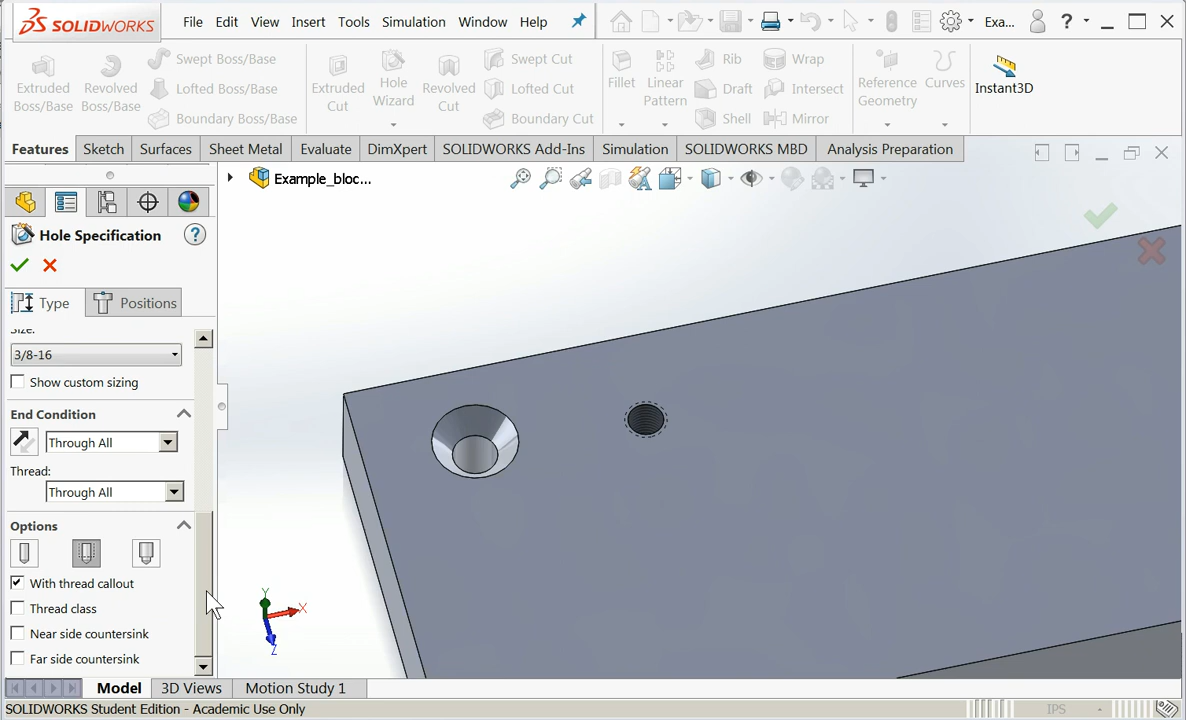 SOLIDWORKS
File Edit View Insert Tools Simulation Window Help
Exa...
?
Extruded Boss/Base
Revolved Boss/Base
Swept Boss/Base
Lofted Boss/Base
Boundary Boss/Base
Extruded Cut
Hole Wizard
Revolved Cut
Swept Cut
Lofted Cut
Boundary Cut
Fillet
Linear Pattern
Rib
Draft
Shell
Wrap
Intersect
Mirror
Reference Geometry
Curves
Instant3D
Features Sketch Surfaces Sheet Metal Evaluate DimXpert SOLIDWORKS Add-Ins Simulation SOLIDWORKS MBD Analysis Preparation
Example_bloc...
Hole Specification
?
Type Positions
Size:
3/8-16
Show custom sizing
End Condition
Through All
Thread:
Through All
Options
With thread callout
Thread class
Near side countersink
Far side countersink
Y
X
Z
Model 3D Views Motion Study 1
SOLIDWORKS Student Edition - Academic Use Only
IPS